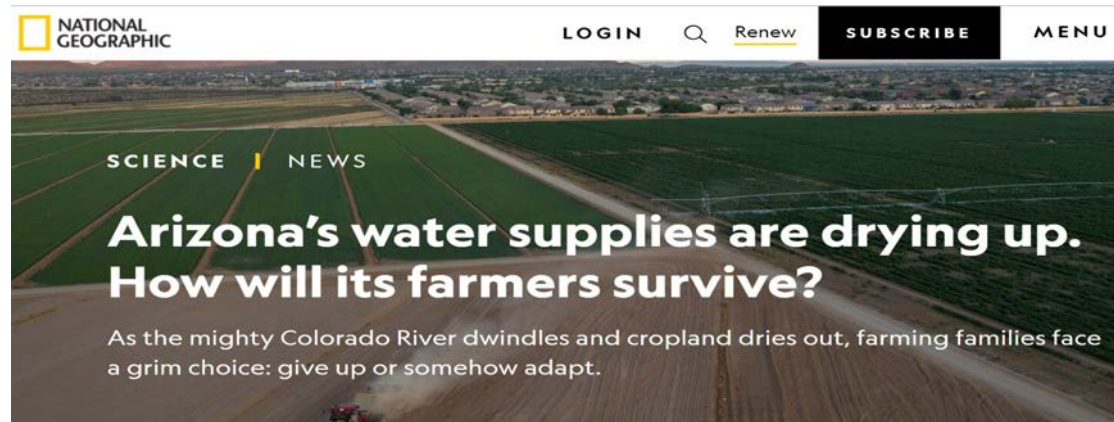 NATIONAL
GEOGRAPHIC
LOGIN Renew SUBSCRIBE MENU
SCIENCE | NEWS
Arizona's water supplies are drying up.
How will its farmers survive?
As the mighty Colorado River dwindles and cropland dries out, farming families face
a grim choice: give up or somehow adapt.